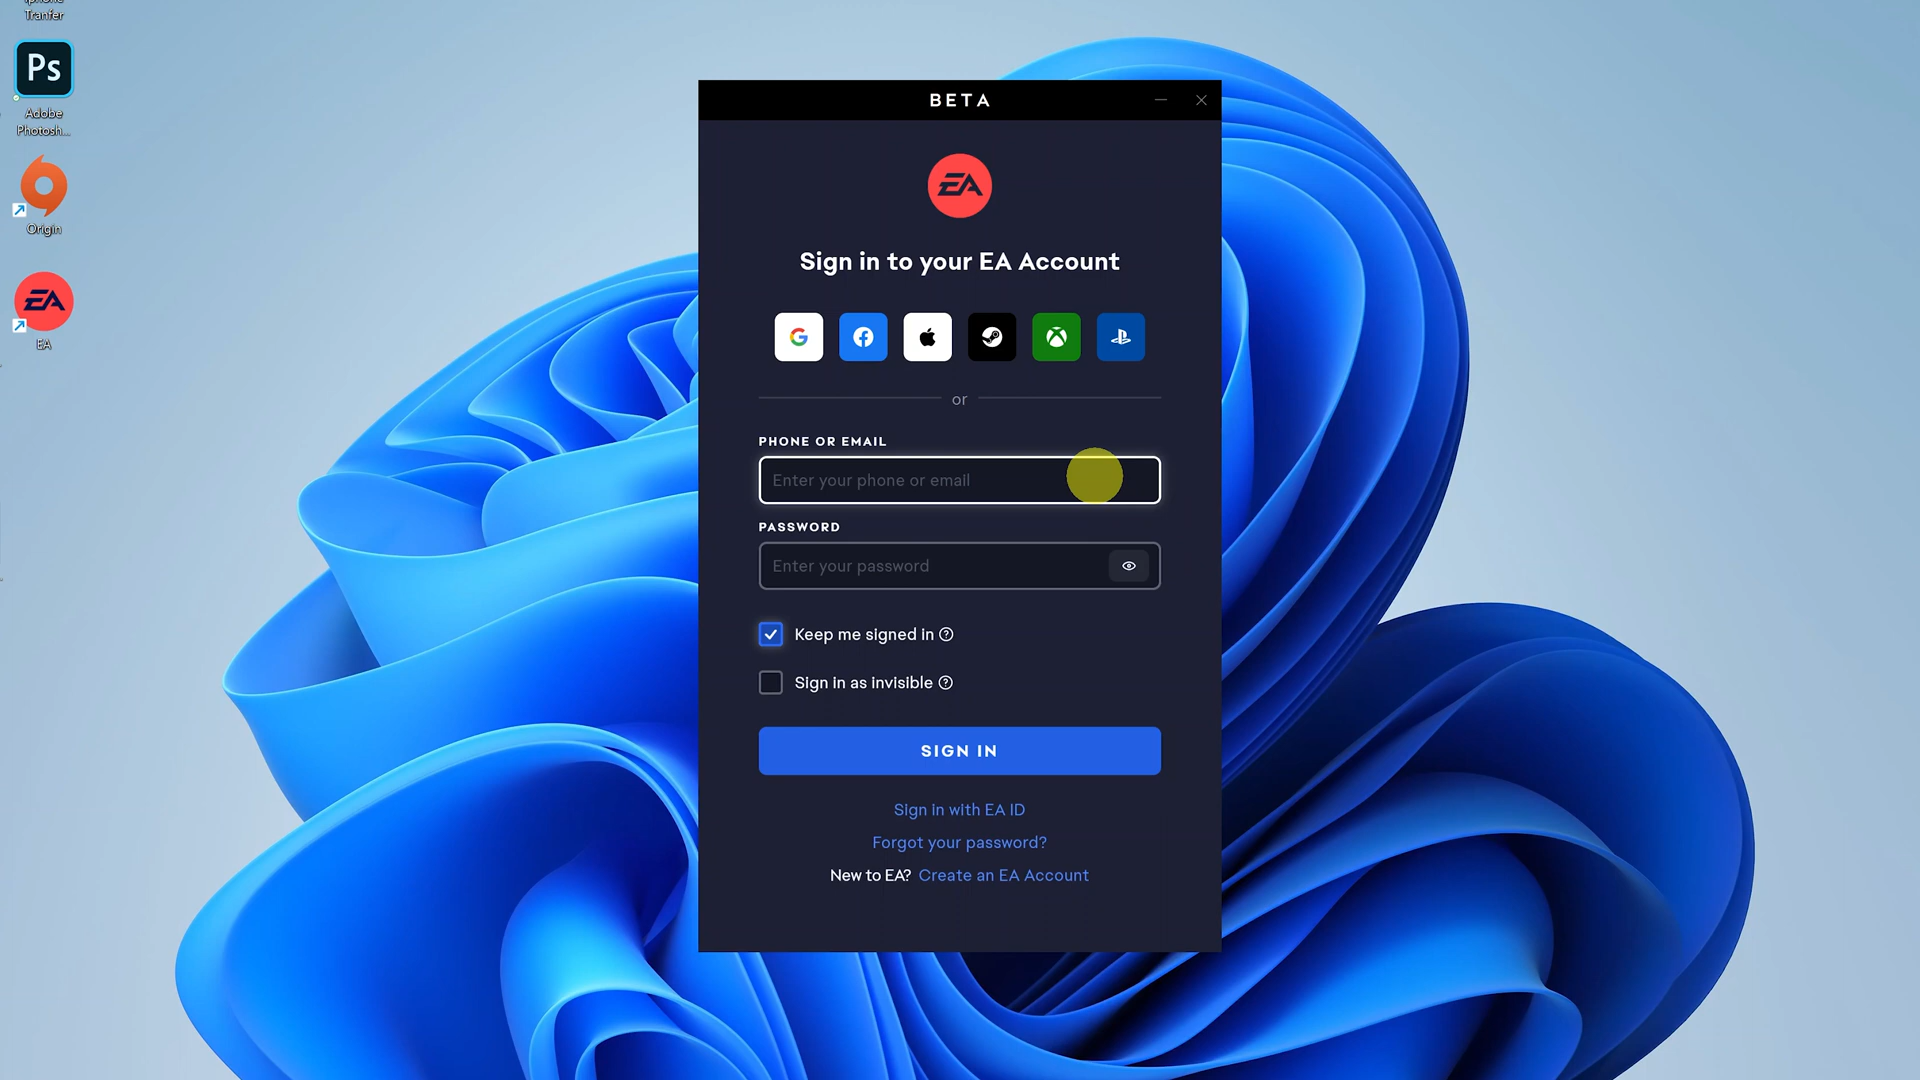 Tranfer
Ps
Adobe
Photosh...
Origin
EA
EA
BETA
EA
Sign in to your EA Account
or
PHONE OR EMAIL
Enter your phone or email
PASSWORD
Enter your password
Keep me signed in
Sign in as invisible
SIGN IN
Sign in with EA ID
Forgot your password?
New to EA? Create an EA Account